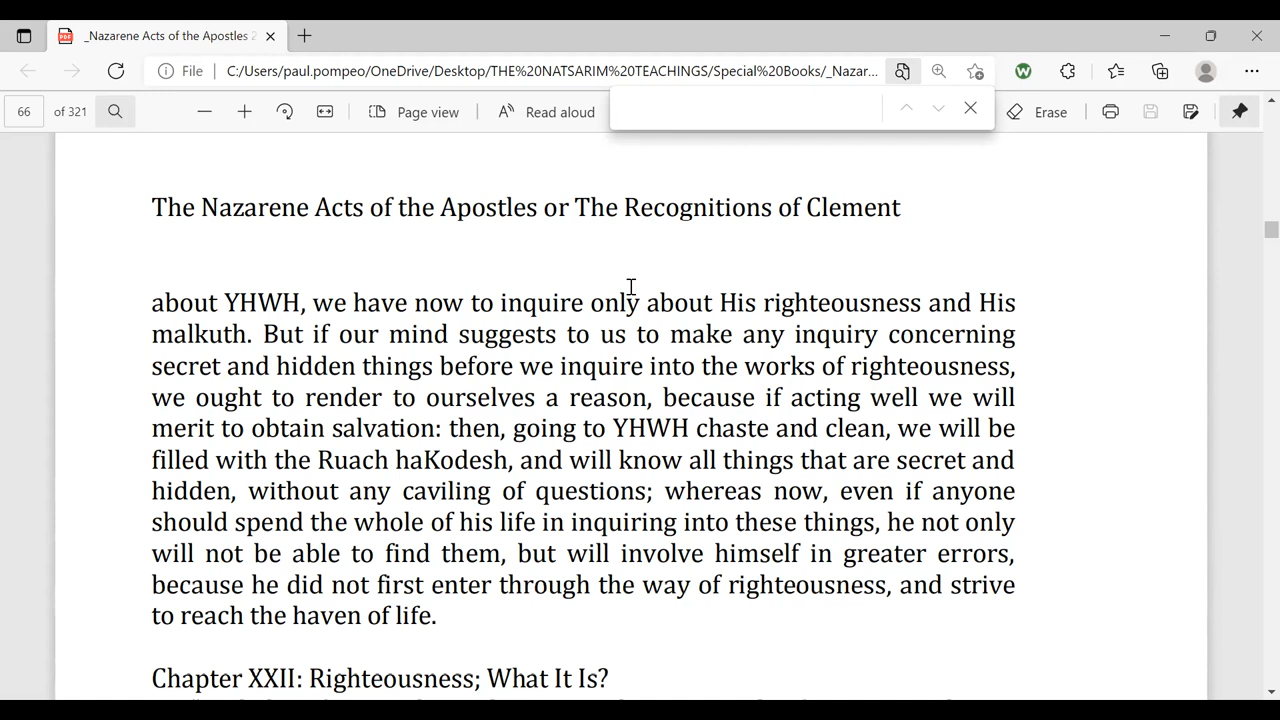 _Nazarene Acts of the Apostles 2
File C:/Users/paul.pompeo/OneDrive/Desktop/THE%20NATSARIM%20TEACHINGS/Special%20Books/_Nazar...
66 of 321 Page view Read aloud Erase
The Nazarene Acts of the Apostles or The Recognitions of Clement
about YHWH, we have now to inquire only about His righteousness and His
malkuth. But if our mind suggests to us to make any inquiry concerning
secret and hidden things before we inquire into the works of righteousness,
we ought to render to ourselves a reason, because if acting well we will
merit to obtain salvation: then, going to YHWH chaste and clean, we will be
filled with the Ruach haKodesh, and will know all things that are secret and
hidden, without any caviling of questions; whereas now, even if anyone
should spend the whole of his life in inquiring into these things, he not only
will not be able to find them, but will involve himself in greater errors,
because he did not first enter through the way of righteousness, and strive
to reach the haven of life.
Chapter XXII: Righteousness; What It Is?